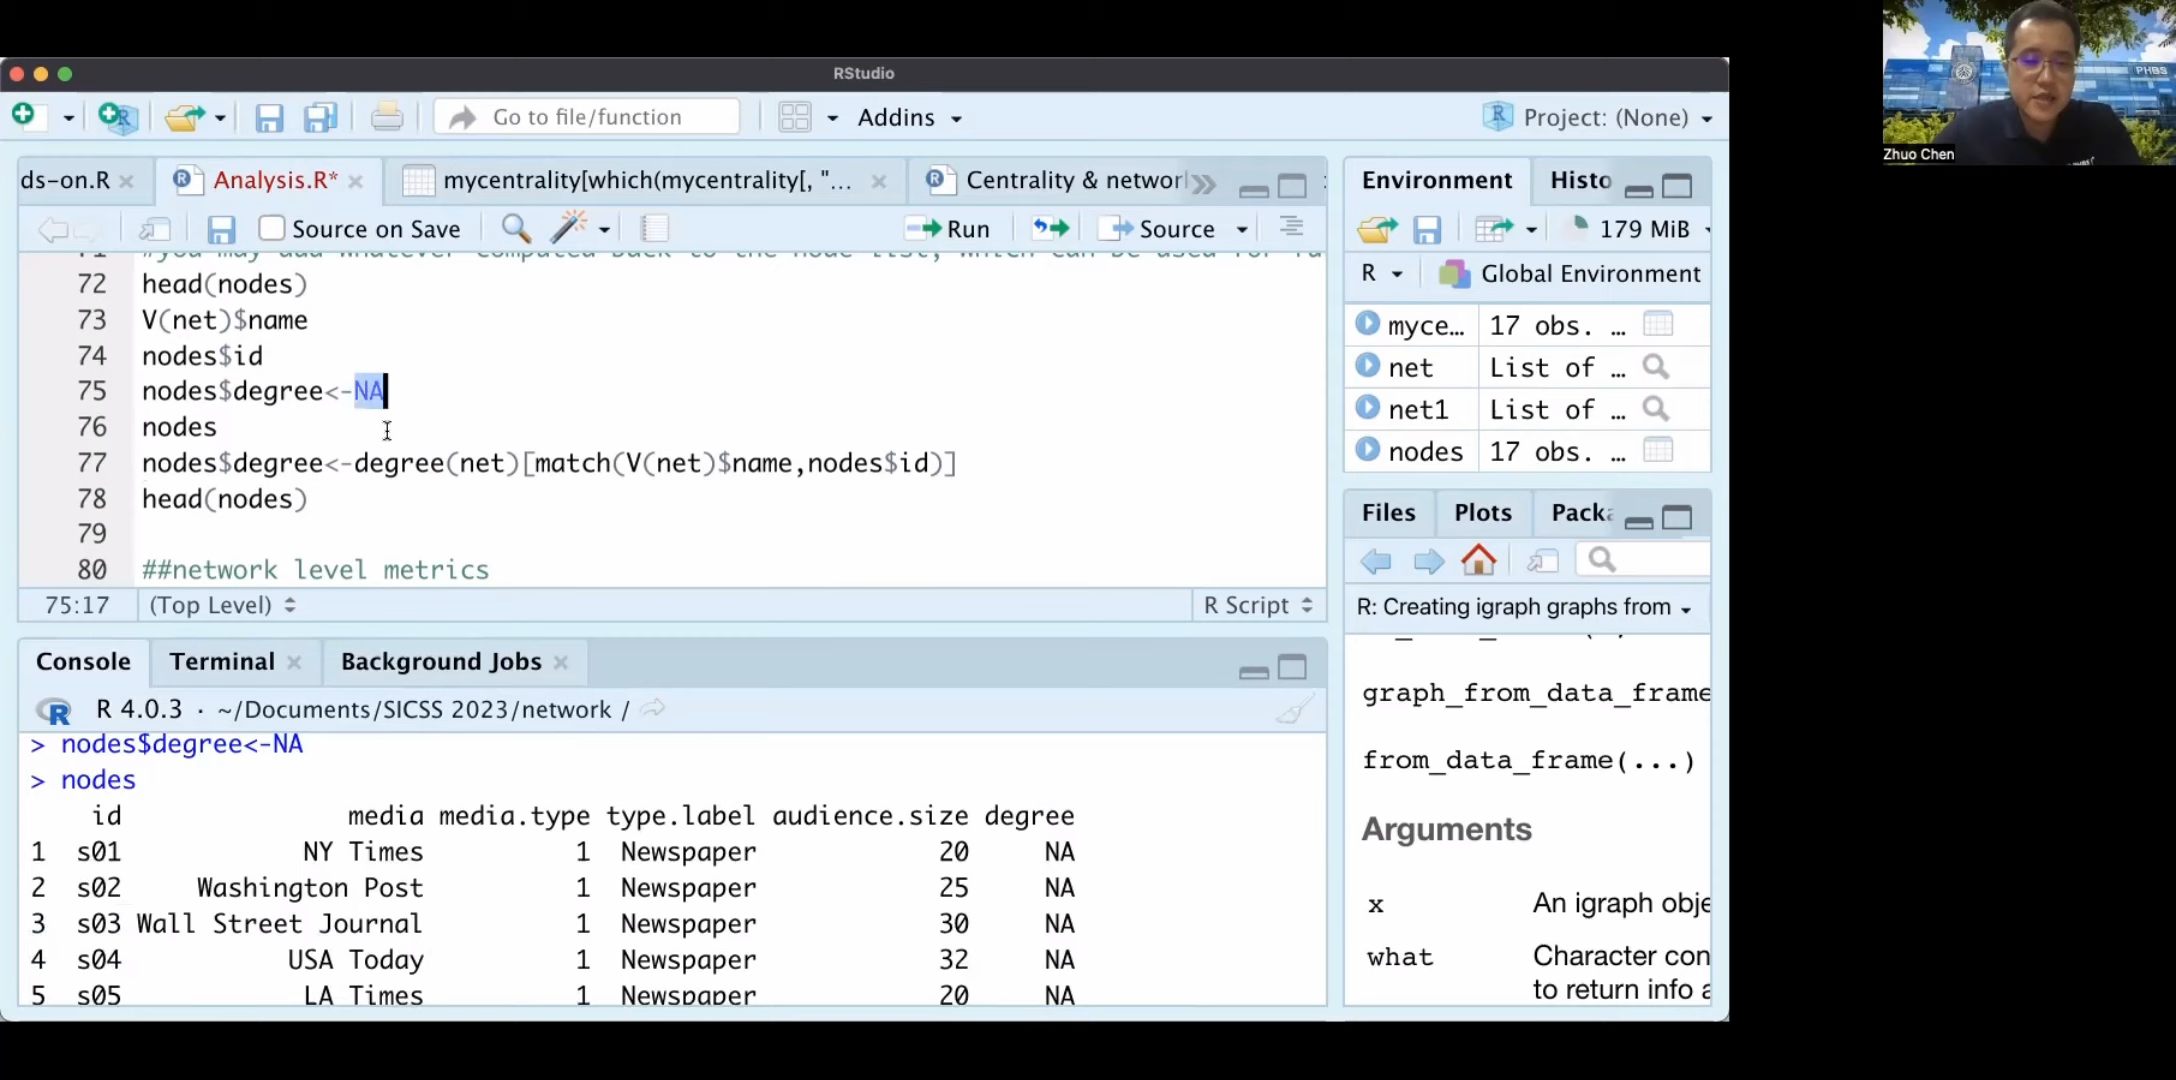 RStudio
Go to file/function
Addins
Project: (None)
ds-on.R
Analysis.R*
mycentrality[which(mycentrality[, "...
Centrality & networ
Source on Save
Run
Source
72 head(nodes)
73 V(net)$name
74 nodes$id
75 nodes$degree<-NA
76 nodes
77 nodes$degree<-degree(net)[match(V(net)$name,nodes$id)]
78 head(nodes)
79
80 ##network level metrics
75:17 (Top Level) R Script
Console Terminal Background Jobs
R 4.0.3 · ~/Documents/SICSS 2023/network /
> nodes$degree<-NA
> nodes
id media media.type type.label audience.size degree
1 s01 NY Times 1 Newspaper 20 NA
2 s02 Washington Post 1 Newspaper 25 NA
3 s03 Wall Street Journal 1 Newspaper 30 NA
4 s04 USA Today 1 Newspaper 32 NA
5 s05 LA Times 1 Newspaper 20 NA
Environment Histo
179 MiB
R Global Environment
myce... 17 obs. ...
net List of ...
net1 List of ...
nodes 17 obs. ...
Files Plots Packa
R: Creating igraph graphs from
graph_from_data_frame
from_data_frame(...)
Arguments
x An igraph obje
what Character con
to return info a
PHBS
Zhuo Chen